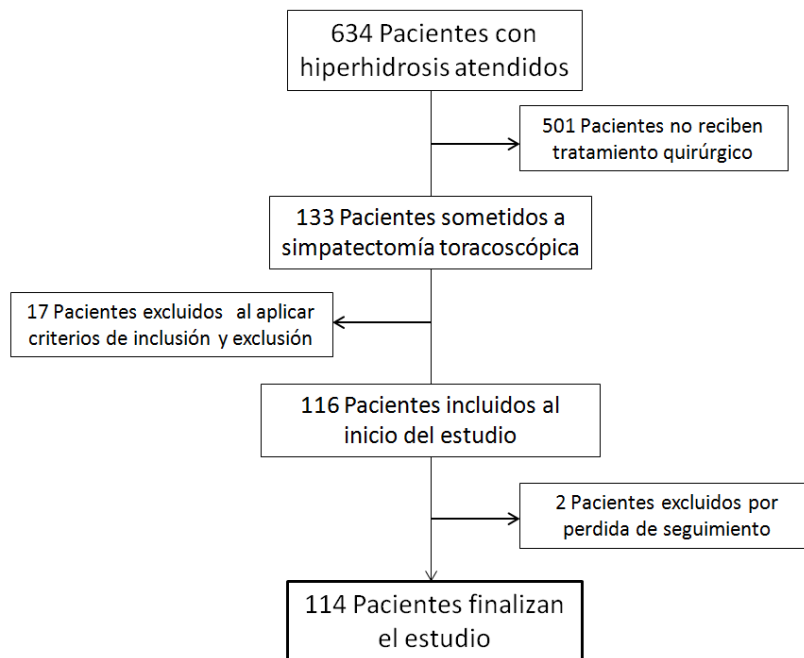 634 Pacientes con
hiperhidrosis atendidos
501 Pacientes no reciben
tratamiento quirúrgico
133 Pacientes sometidos a
simpatectomía toracoscópica
17 Pacientes excluidos al aplicar
criterios de inclusión y exclusión
116 Pacientes incluidos al
inicio del estudio
2 Pacientes excluidos por
perdida de seguimiento
114 Pacientes finalizan
el estudio